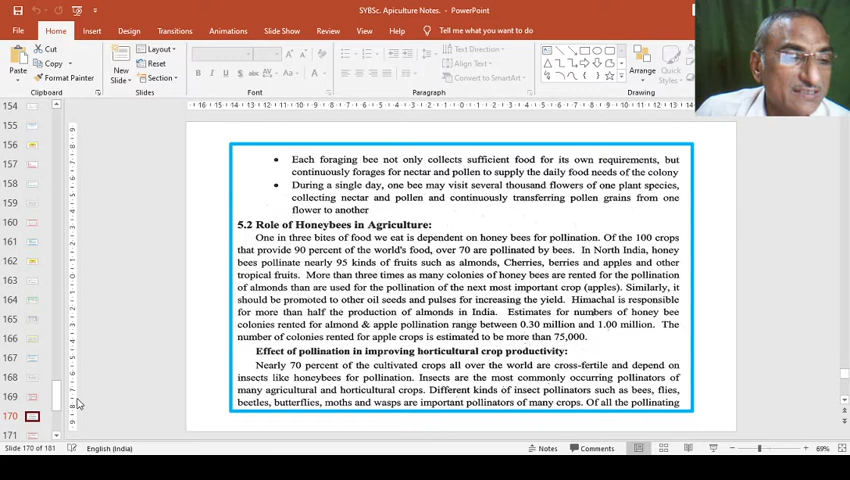 SYBSc. Apiculture Notes. - PowerPoint
File Home Insert Design Transitions Animations Slide Show Review View Help Tell me what you want to do
Cut
Copy
Format Painter
Paste
Clipboard
New
Slide
Layout
Reset
Section
Slides
Font
Paragraph
Text Direction
Align Text
Convert to SmartArt
Arrange
Quick
Styles
Drawing
154
155
156
157
158
159
160
161
162
163
164
165
166
167
168
169
170
171
• Each foraging bee not only collects sufficient food for its own requirements, but
continuously forages for nectar and pollen to supply the daily food needs of the colony
• During a single day, one bee may visit several thousand flowers of one plant species,
collecting nectar and pollen and continuously transferring pollen grains from one
flower to another
5.2 Role of Honeybees in Agriculture:
One in three bites of food we eat is dependent on honey bees for pollination. Of the 100 crops
that provide 90 percent of the world's food, over 70 are pollinated by bees. In North India, honey
bees pollinate nearly 95 kinds of fruits such as almonds, Cherries, berries and apples and other
tropical fruits. More than three times as many colonies of honey bees are rented for the pollination
of almonds than are used for the pollination of the next most important crop (apples). Similarly, it
should be promoted to other oil seeds and pulses for increasing the yield. Himachal is responsible
for more than half the production of almonds in India. Estimates for numbers of honey bee
colonies rented for almond & apple pollination range between 0.30 million and 1.00 million. The
number of colonies rented for apple crops is estimated to be more than 75,000.
Effect of pollination in improving horticultural crop productivity:
Nearly 70 percent of the cultivated crops all over the world are cross-fertile and depend on
insects like honeybees for pollination. Insects are the most commonly occurring pollinators of
many agricultural and horticultural crops. Different kinds of insect pollinators such as bees, flies,
beetles, butterflies, moths and wasps are important pollinators of many crops. Of all the pollinating
Slide 170 of 181 English (India) Notes Comments 69%